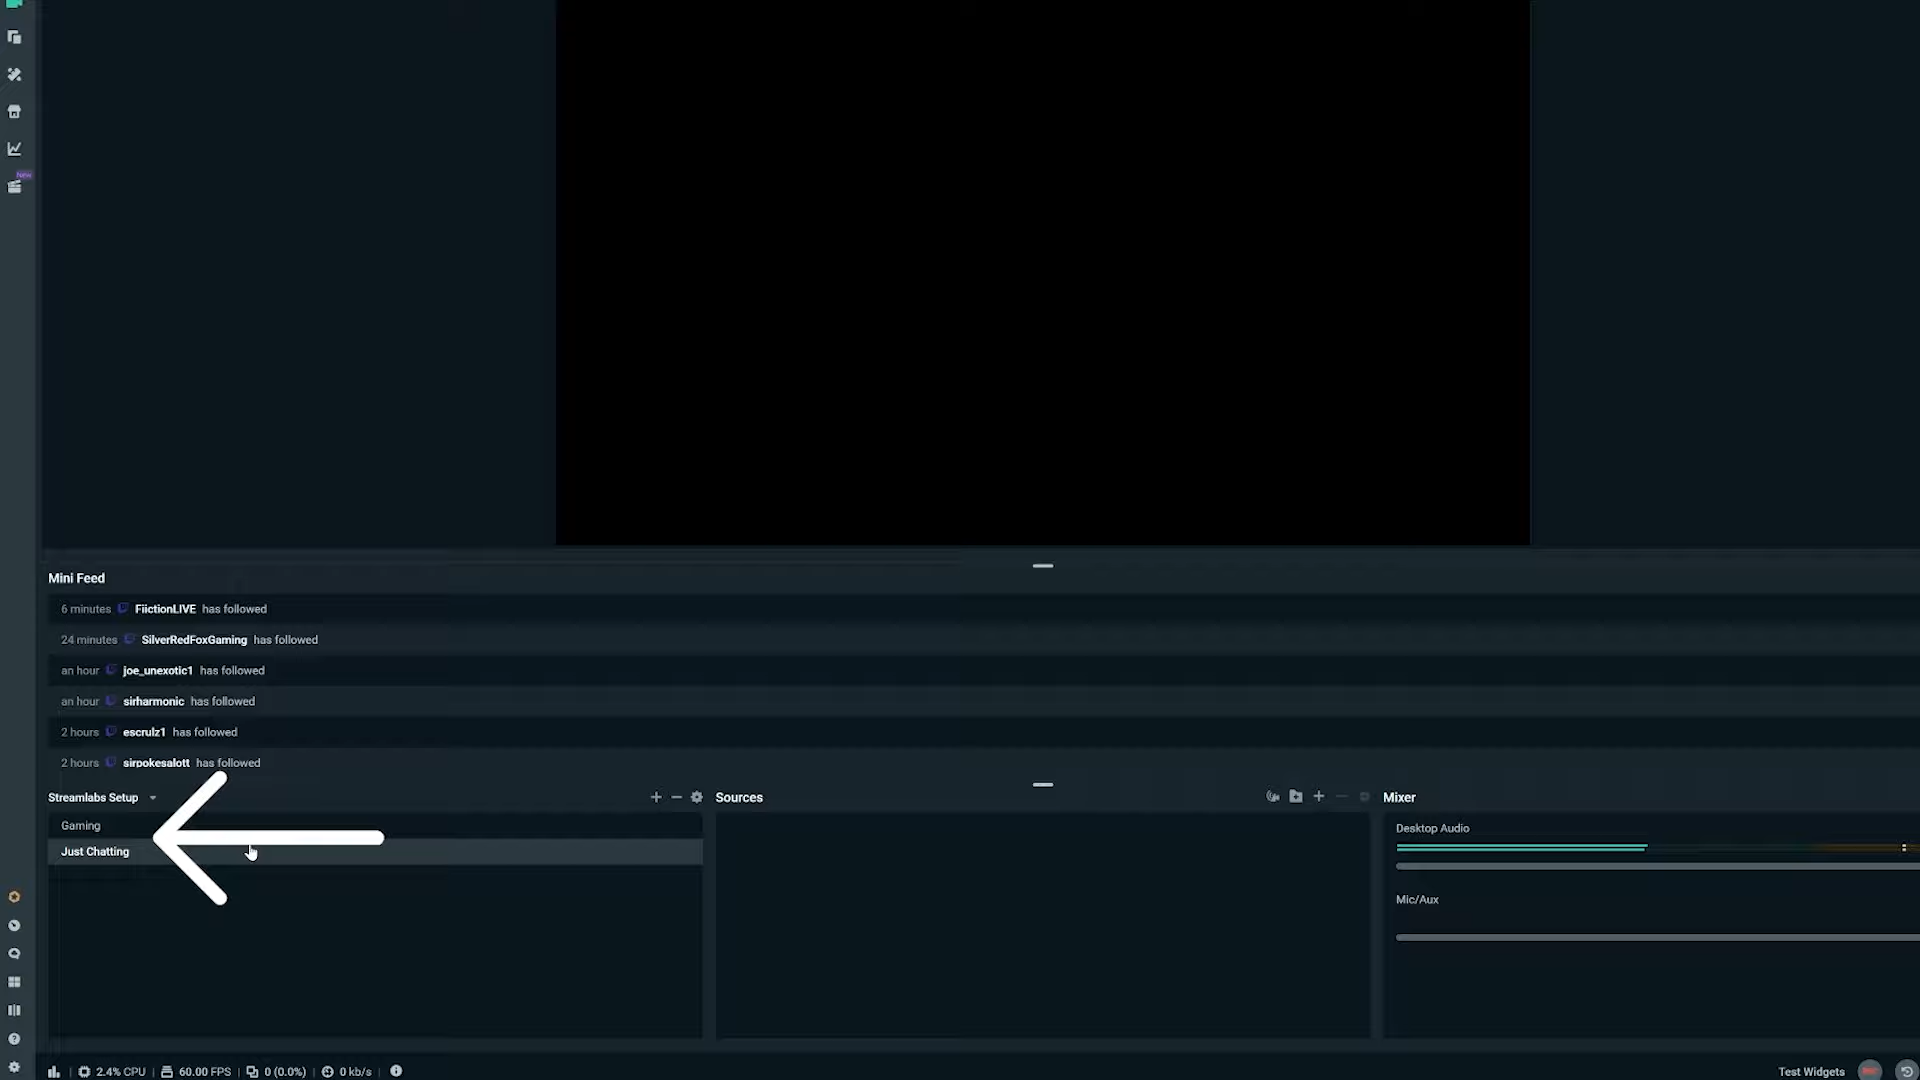 New
Mini Feed
6 minutes FiictionLIVE has followed
24 minutes SilverRedFoxGaming has followed
an hour joe_unexotic1 has followed
an hour sirharmonic has followed
2 hours escrulz1 has followed
2 hours sirpokesalott has followed
Streamlabs Setup
Gaming
Just Chatting
Sources
Mixer
Desktop Audio
Mic/Aux
2.4% CPU 60.00 FPS 0 (0.0%) 0 kb/s
Test Widgets
REC